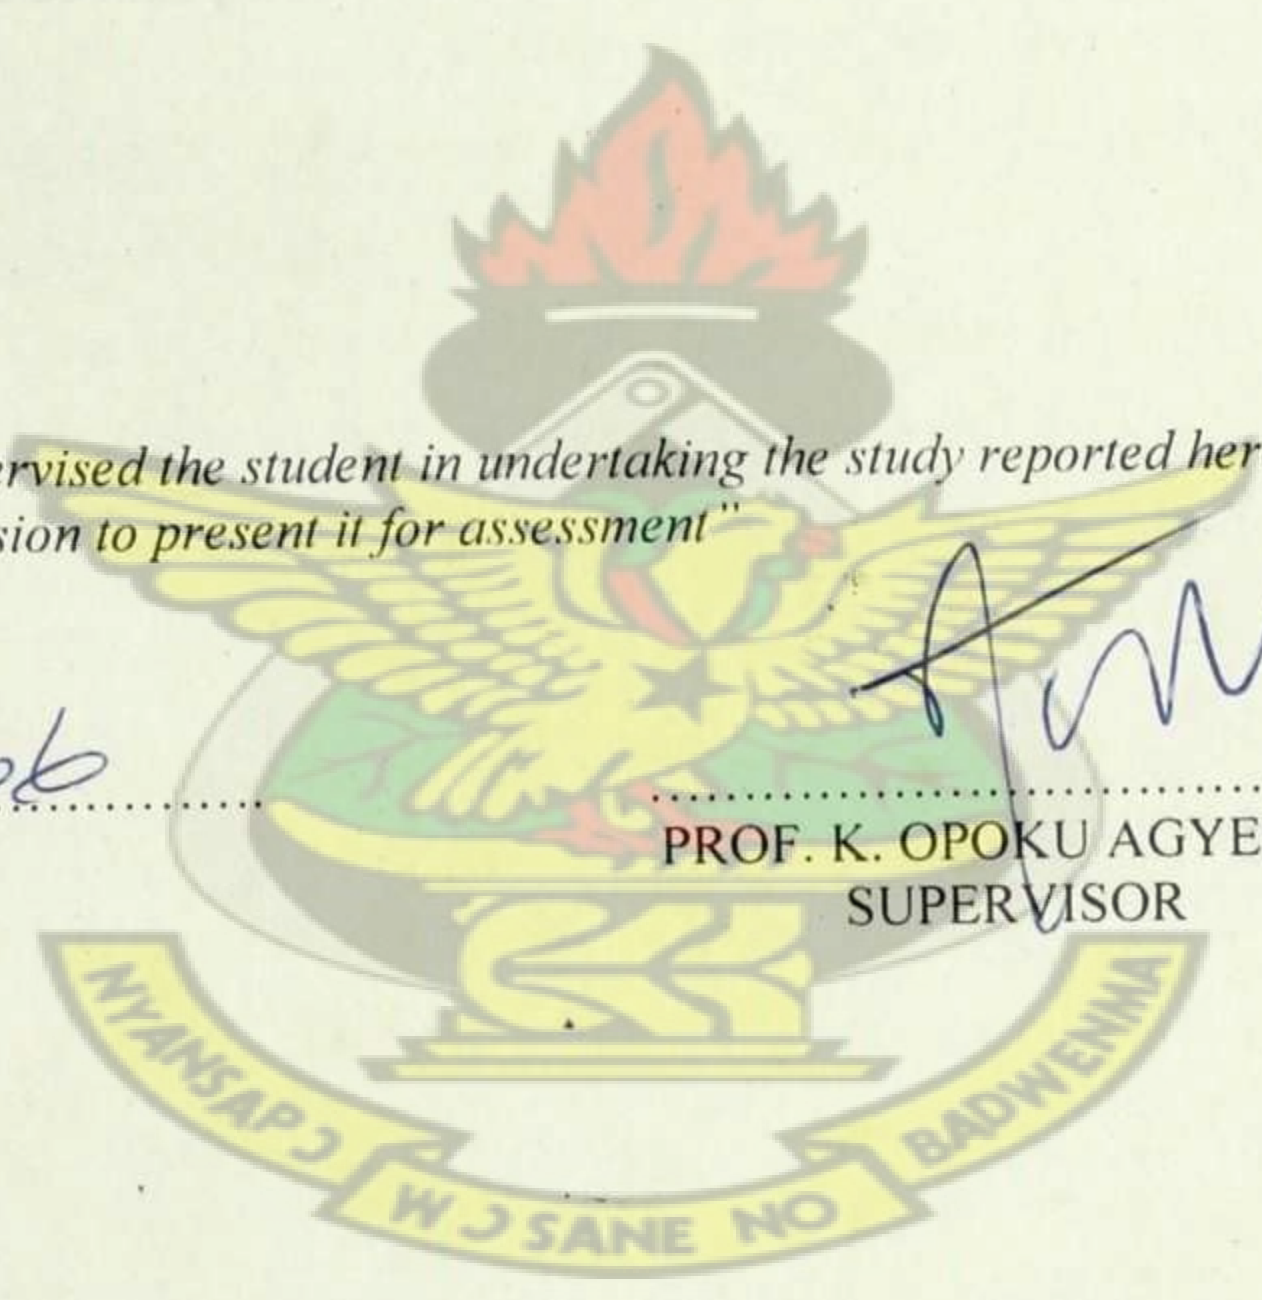 rvised the student in undertaking the study reported her
sion to present it for assessment"
06
PROF. K. OPOKU AGYE
SUPERVISOR
NYANSAPƆ
WƆSANE NO
BADWENMA